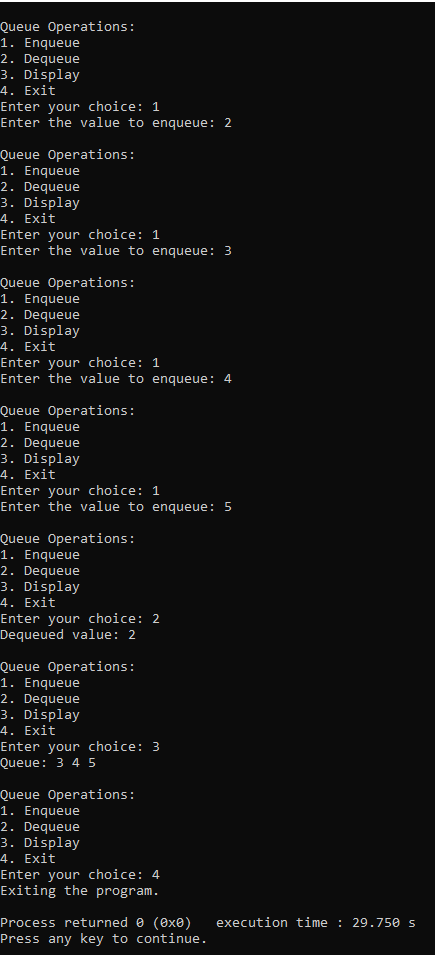 Queue Operations:
1. Enqueue
2. Dequeue
3. Display
4. Exit
Enter your choice: 1
Enter the value to enqueue: 2
Queue Operations:
1. Enqueue
2. Dequeue
3. Display
4. Exit
Enter your choice: 1
Enter the value to enqueue: 3
Queue Operations:
1. Enqueue
2. Dequeue
3. Display
4. Exit
Enter your choice: 1
Enter the value to enqueue: 4
Queue Operations:
1. Enqueue
2. Dequeue
3. Display
4. Exit
Enter your choice: 1
Enter the value to enqueue: 5
Queue Operations:
1. Enqueue
2. Dequeue
3. Display
4. Exit
Enter your choice: 2
Dequeued value: 2
Queue Operations:
1. Enqueue
2. Dequeue
3. Display
4. Exit
Enter your choice: 3
Queue: 3 4 5
Queue Operations:
1. Enqueue
2. Dequeue
3. Display
4. Exit
Enter your choice: 4
Exiting the program.
Process returned 0 (0x0)   execution time : 29.750 s
Press any key to continue.